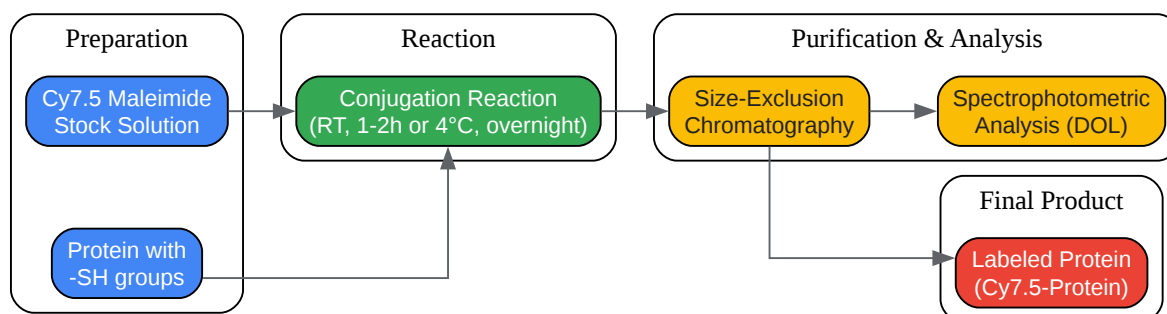 Preparation
Cy7.5 Maleimide
Stock Solution
Protein with
-SH groups
Reaction
Conjugation Reaction
(RT, 1-2h or 4°C, overnight)
Purification & Analysis
Size-Exclusion
Chromatography
Spectrophotometric
Analysis (DOL)
Final Product
Labeled Protein
(Cy7.5-Protein)